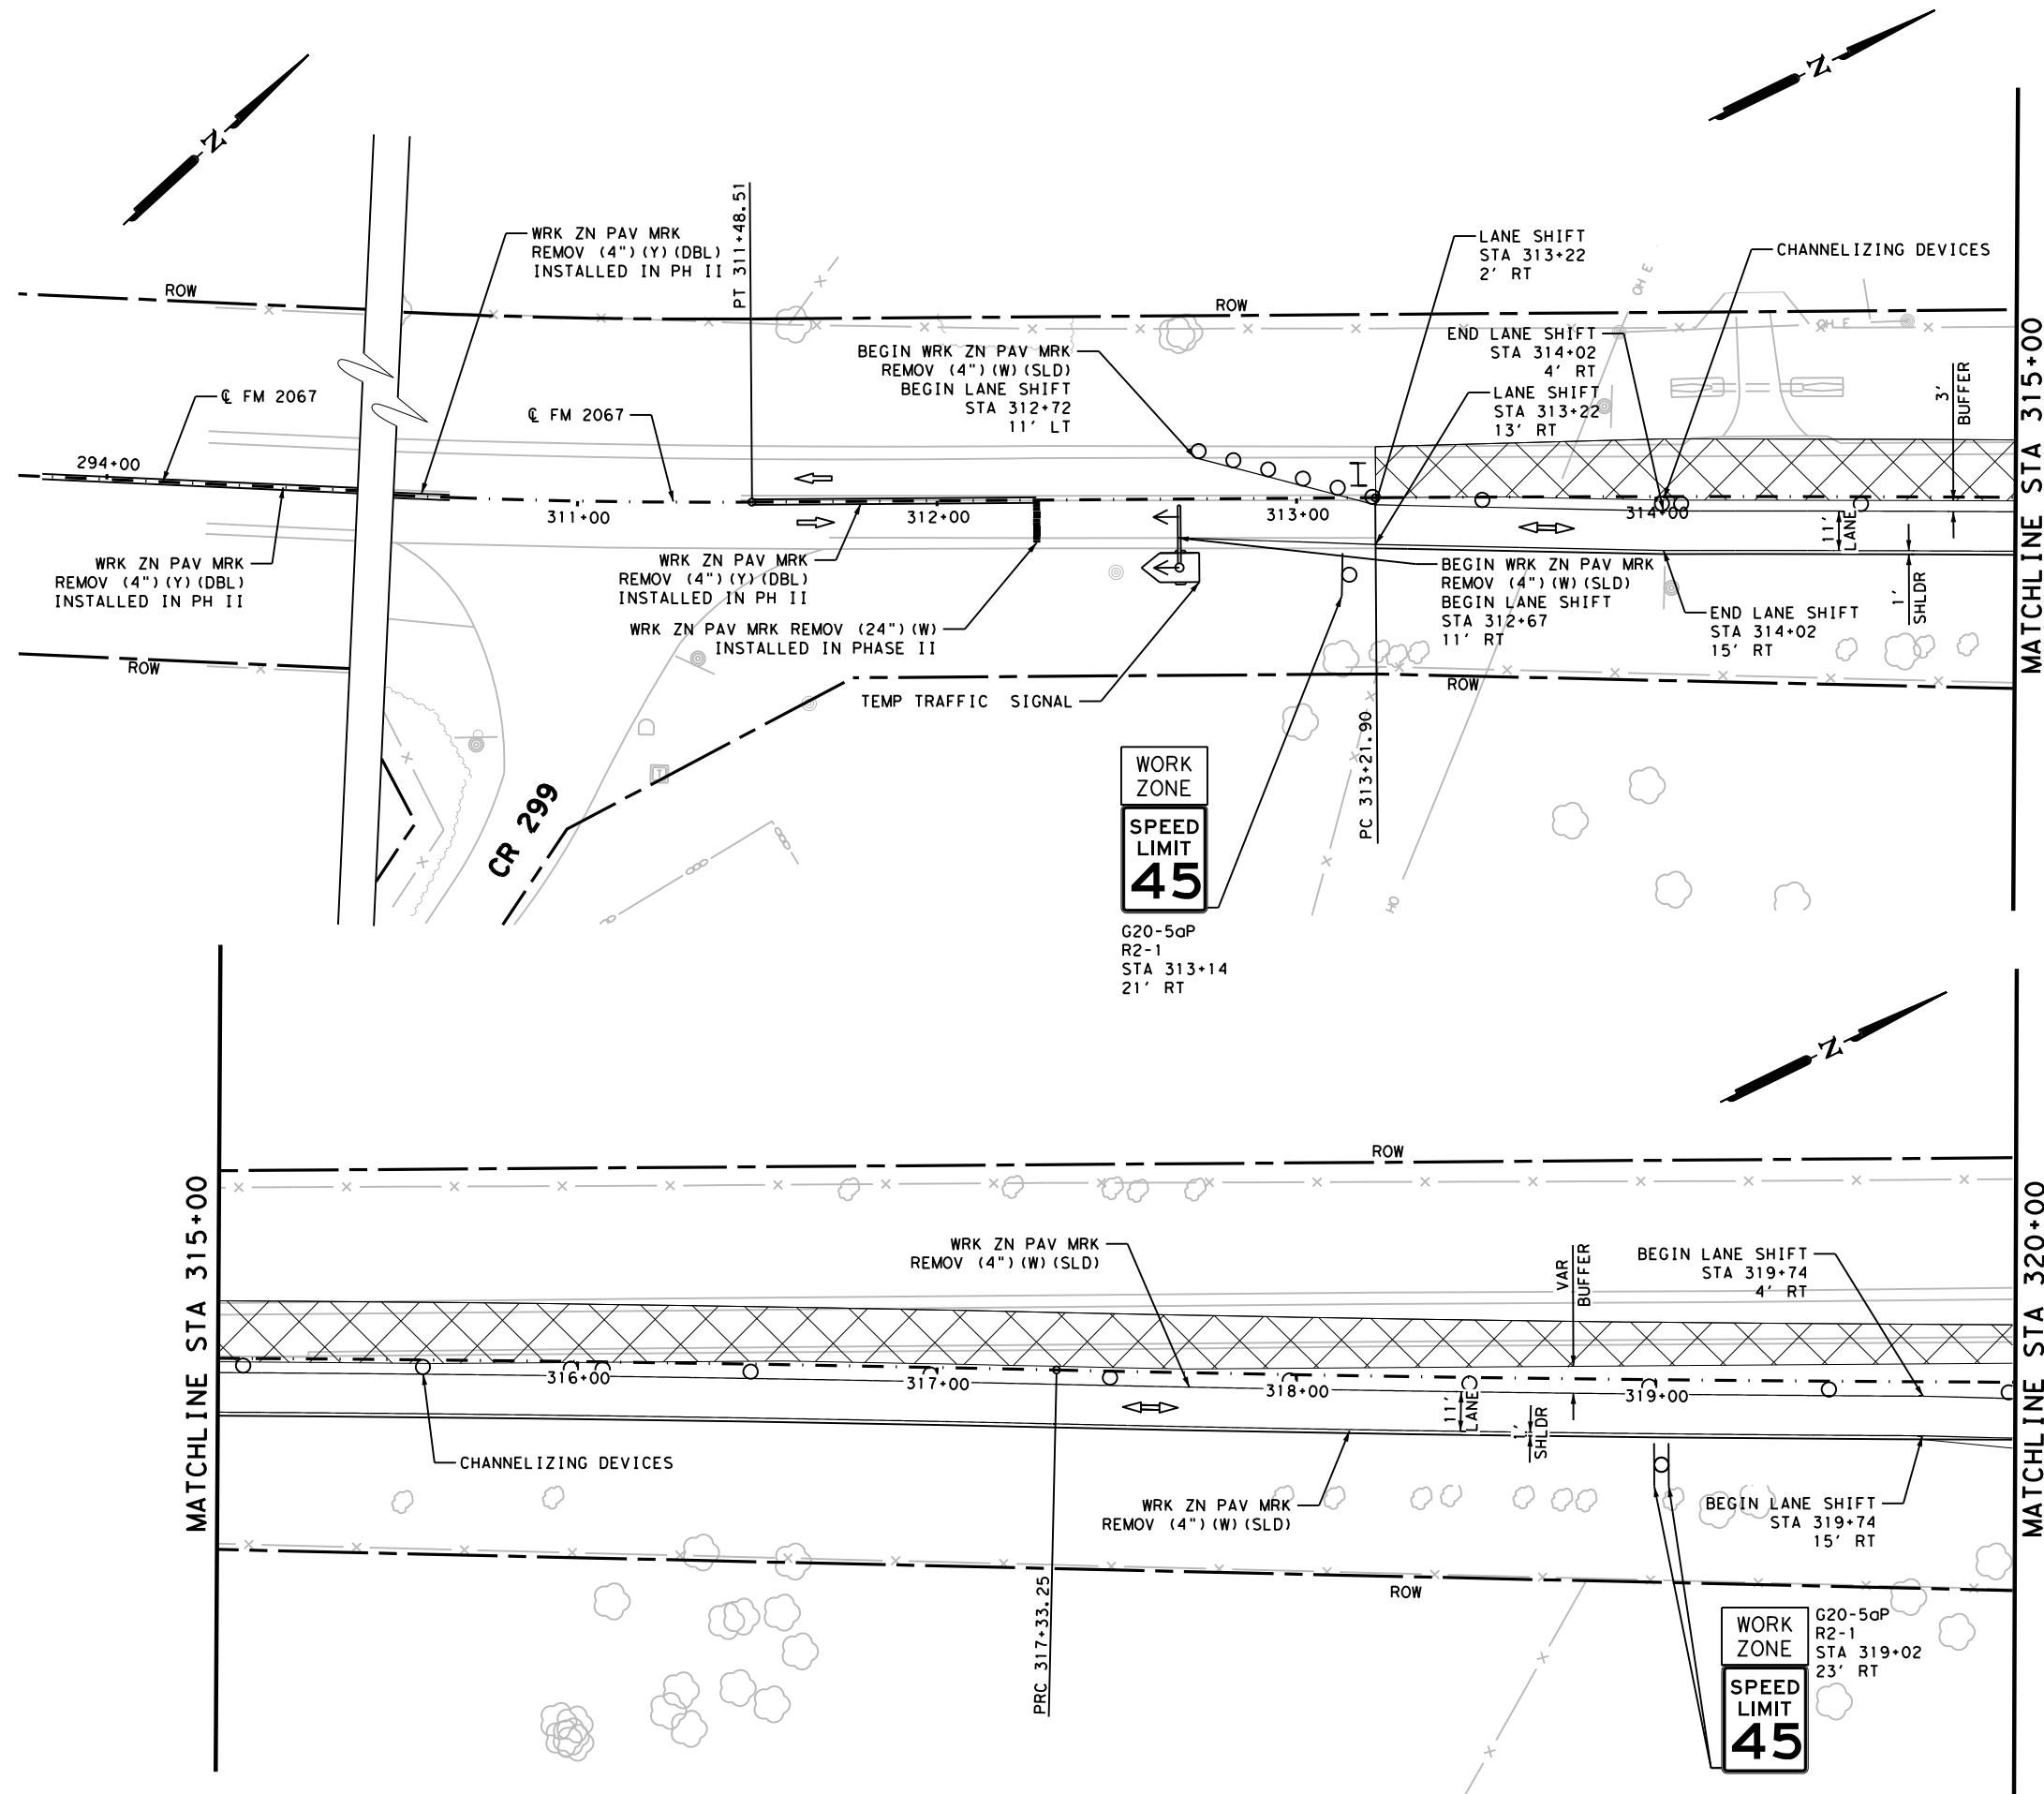 N
N
WRK ZN PAV MRK
REMOV (4") (Y) (DBL)
INSTALLED IN PH II
PT 311+48.51
LANE SHIFT
STA 313+22
2' RT
CHANNELIZING DEVICES
OH E
ROW
ROW
BEGIN WRK ZN PAV MRK
REMOV (4") (W) (SLD)
BEGIN LANE SHIFT
STA 312+72
11' LT
END LANE SHIFT
STA 314+02
4' RT
OH E
LANE SHIFT
STA 313+22
13' RT
3'
BUFFER
MATCHLINE STA 315+00
℄ FM 2067
℄ FM 2067
294+00
311+00
312+00
313+00
314+00
11'
LANE
1'
SHLDR
WRK ZN PAV MRK
REMOV (4") (Y) (DBL)
INSTALLED IN PH II
WRK ZN PAV MRK
REMOV (4") (Y) (DBL)
INSTALLED IN PH II
WRK ZN PAV MRK REMOV (24") (W)
INSTALLED IN PHASE II
BEGIN WRK ZN PAV MRK
REMOV (4") (W) (SLD)
BEGIN LANE SHIFT
STA 312+67
11' RT
END LANE SHIFT
STA 314+02
15' RT
ROW
ROW
TEMP TRAFFIC SIGNAL
PC 313+21.90
CR 299
T
WORK
ZONE
SPEED
LIMIT
45
G20-5aP
R2-1
STA 313+14
21' RT
OH
N
ROW
MATCHLINE STA 315+00
WRK ZN PAV MRK
REMOV (4") (W) (SLD)
VAR
BUFFER
BEGIN LANE SHIFT
STA 319+74
4' RT
MATCHLINE STA 320+00
316+00
317+00
318+00
319+00
11'
LANE
1'
SHLDR
CHANNELIZING DEVICES
WRK ZN PAV MRK
REMOV (4") (W) (SLD)
BEGIN LANE SHIFT
STA 319+74
15' RT
PRC 317+33.25
ROW
WORK
ZONE
SPEED
LIMIT
45
G20-5aP
R2-1
STA 319+02
23' RT